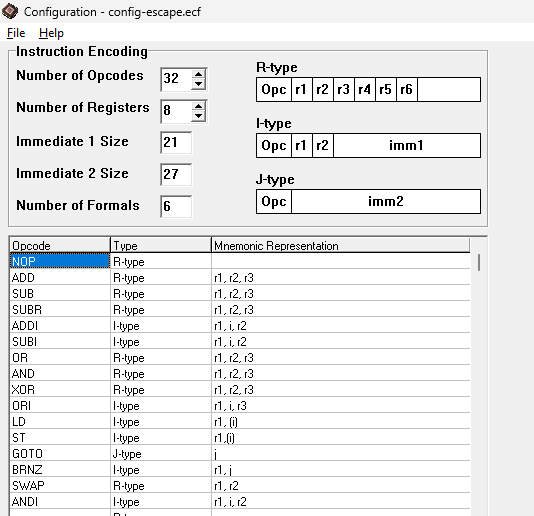 Configuration - config-escape.ecf
File Help
Instruction Encoding
Number of Opcodes 32
Number of Registers 8
Immediate 1 Size 21
Immediate 2 Size 27
Number of Formals 6
R-type
Opc r1 r2 r3 r4 r5 r6
I-type
Opc r1 r2 imm1
J-type
Opc imm2
Opcode Type Mnemonic Representation
NOP R-type
ADD R-type r1, r2, r3
SUB R-type r1, r2, r3
SUBR R-type r1, r2, r3
ADDI I-type r1, i, r2
SUBI I-type r1, i, r2
OR R-type r1, r2, r3
AND R-type r1, r2, r3
XOR R-type r1, r2, r3
ORI I-type r1, i, r3
LD I-type r1, (i)
ST I-type r1,(i)
GOTO J-type j
BRNZ I-type r1, j
SWAP R-type r1, r2
ANDI I-type r1, i, r2